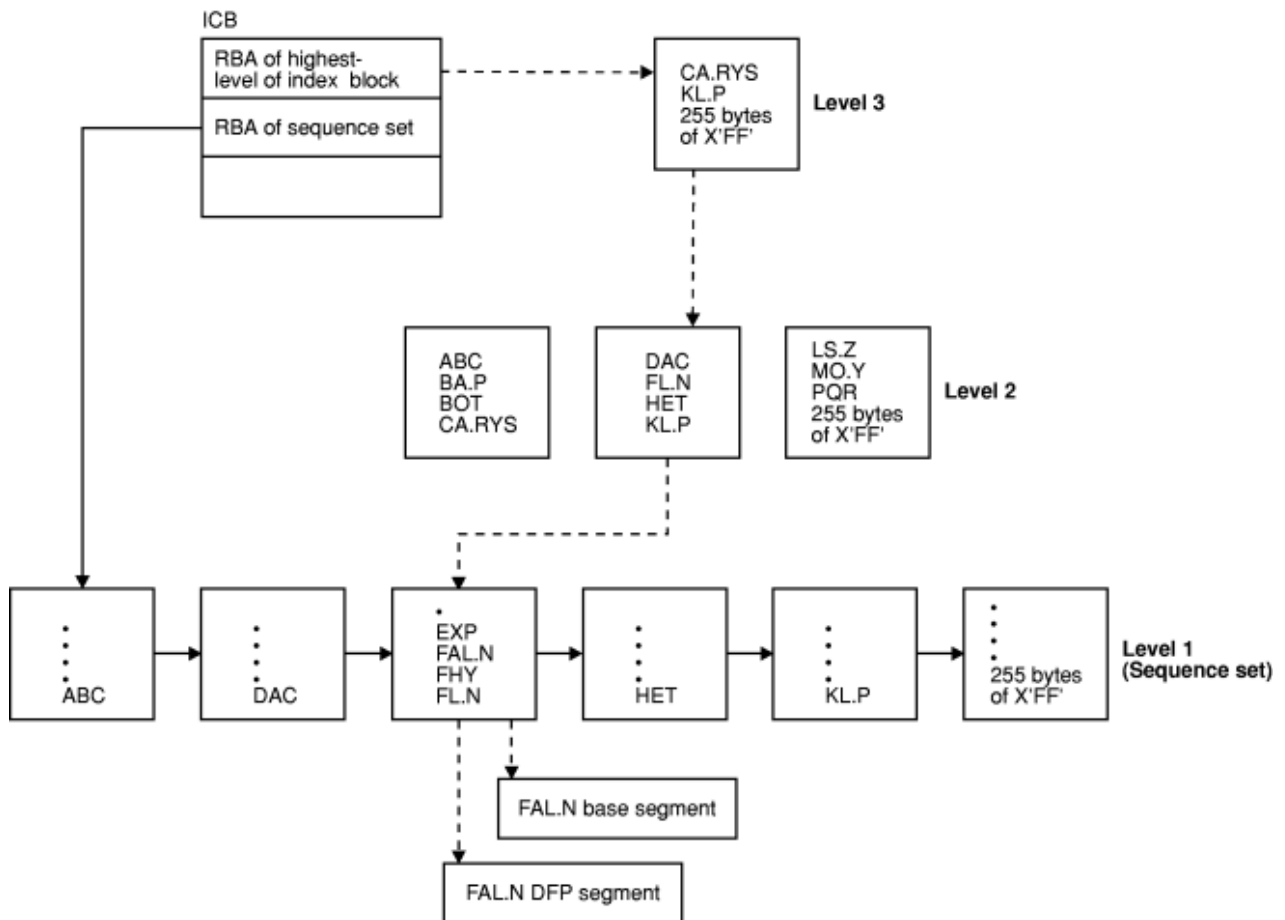 ICB
RBA of highest-
level of index block
RBA of sequence set
CA.RYS
KL.P
255 bytes
of X'FF'
Level 3
ABC
BA.P
BOT
CA.RYS
DAC
FL.N
HET
KL.P
LS.Z
MO.Y
PQR
255 bytes
of X'FF'
Level 2
ABC
DAC
EXP
FAL.N
FHY
FL.N
HET
KL.P
255 bytes
of X'FF'
Level 1
(Sequence set)
FAL.N base segment
FAL.N DFP segment